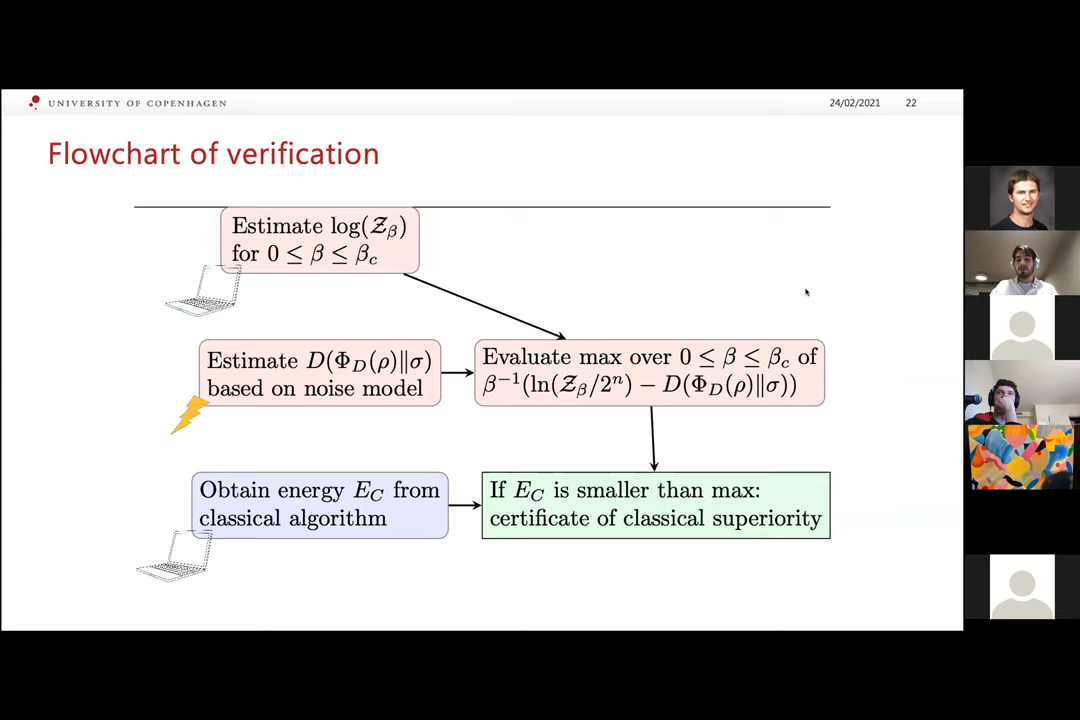 UNIVERSITY OF COPENHAGEN
24/02/2021 22
Flowchart of verification
Estimate log(𝒵_β)
for 0 ≤ β ≤ β_c
Estimate D(Φ_D(ρ)‖σ)
based on noise model
Evaluate max over 0 ≤ β ≤ β_c of
β⁻¹(ln(𝒵_β/2ⁿ) − D(Φ_D(ρ)‖σ))
Obtain energy E_C from
classical algorithm
If E_C is smaller than max:
certificate of classical superiority